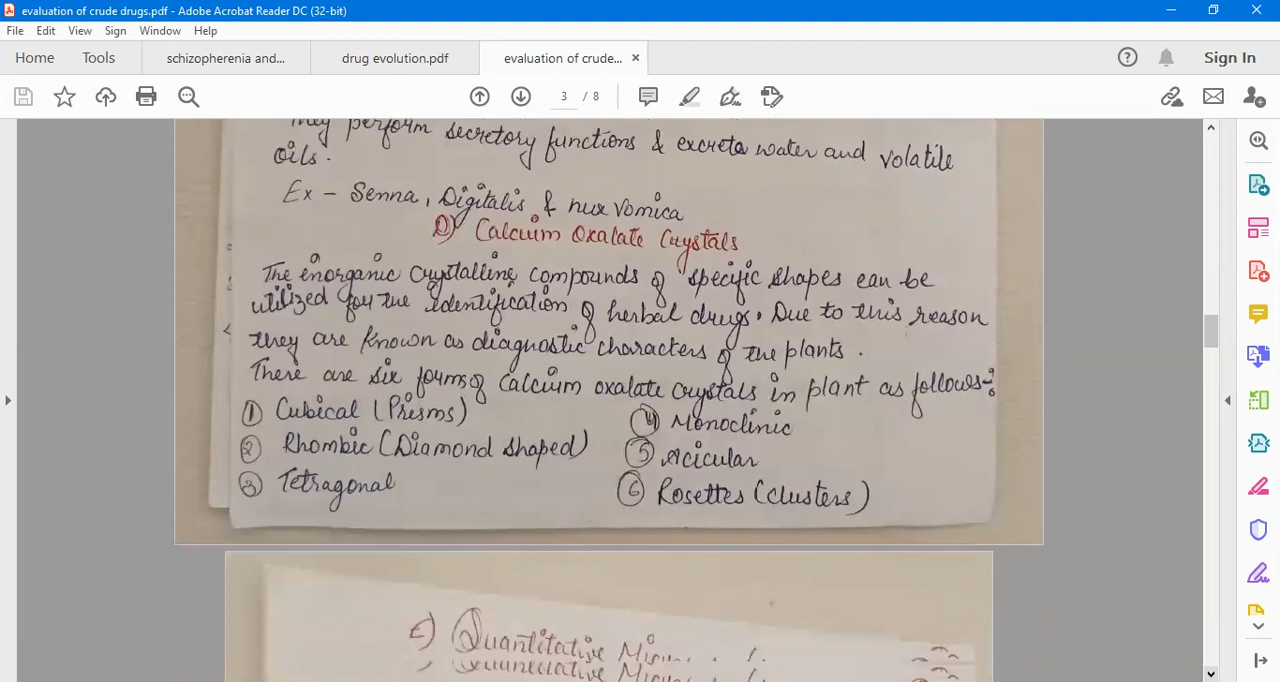 evaluation of crude drugs.pdf - Adobe Acrobat Reader DC (32-bit)
File Edit View Sign Window Help
Home Tools schizopherenia and... drug evolution.pdf evaluation of crude... Sign In
3 / 8
They perform secretory functions & excrete water and volatile
oils.
Ex - Senna, Digitalis & nux Vomica
D) Calcium Oxalate Crystals
The inorganic crystalline compounds of specific shapes can be
utilized for the identification of herbal drugs. Due to this reason
they are known as diagnostic characters of the plants.
There are six forms of calcium oxalate crystals in plant as follows-:
① Cubical (Prisms)
② Rhombic (Diamond shaped)
③ Tetragonal
④ Monoclinic
⑤ Acicular
⑥ Rosettes (clusters)
E) Quantitative